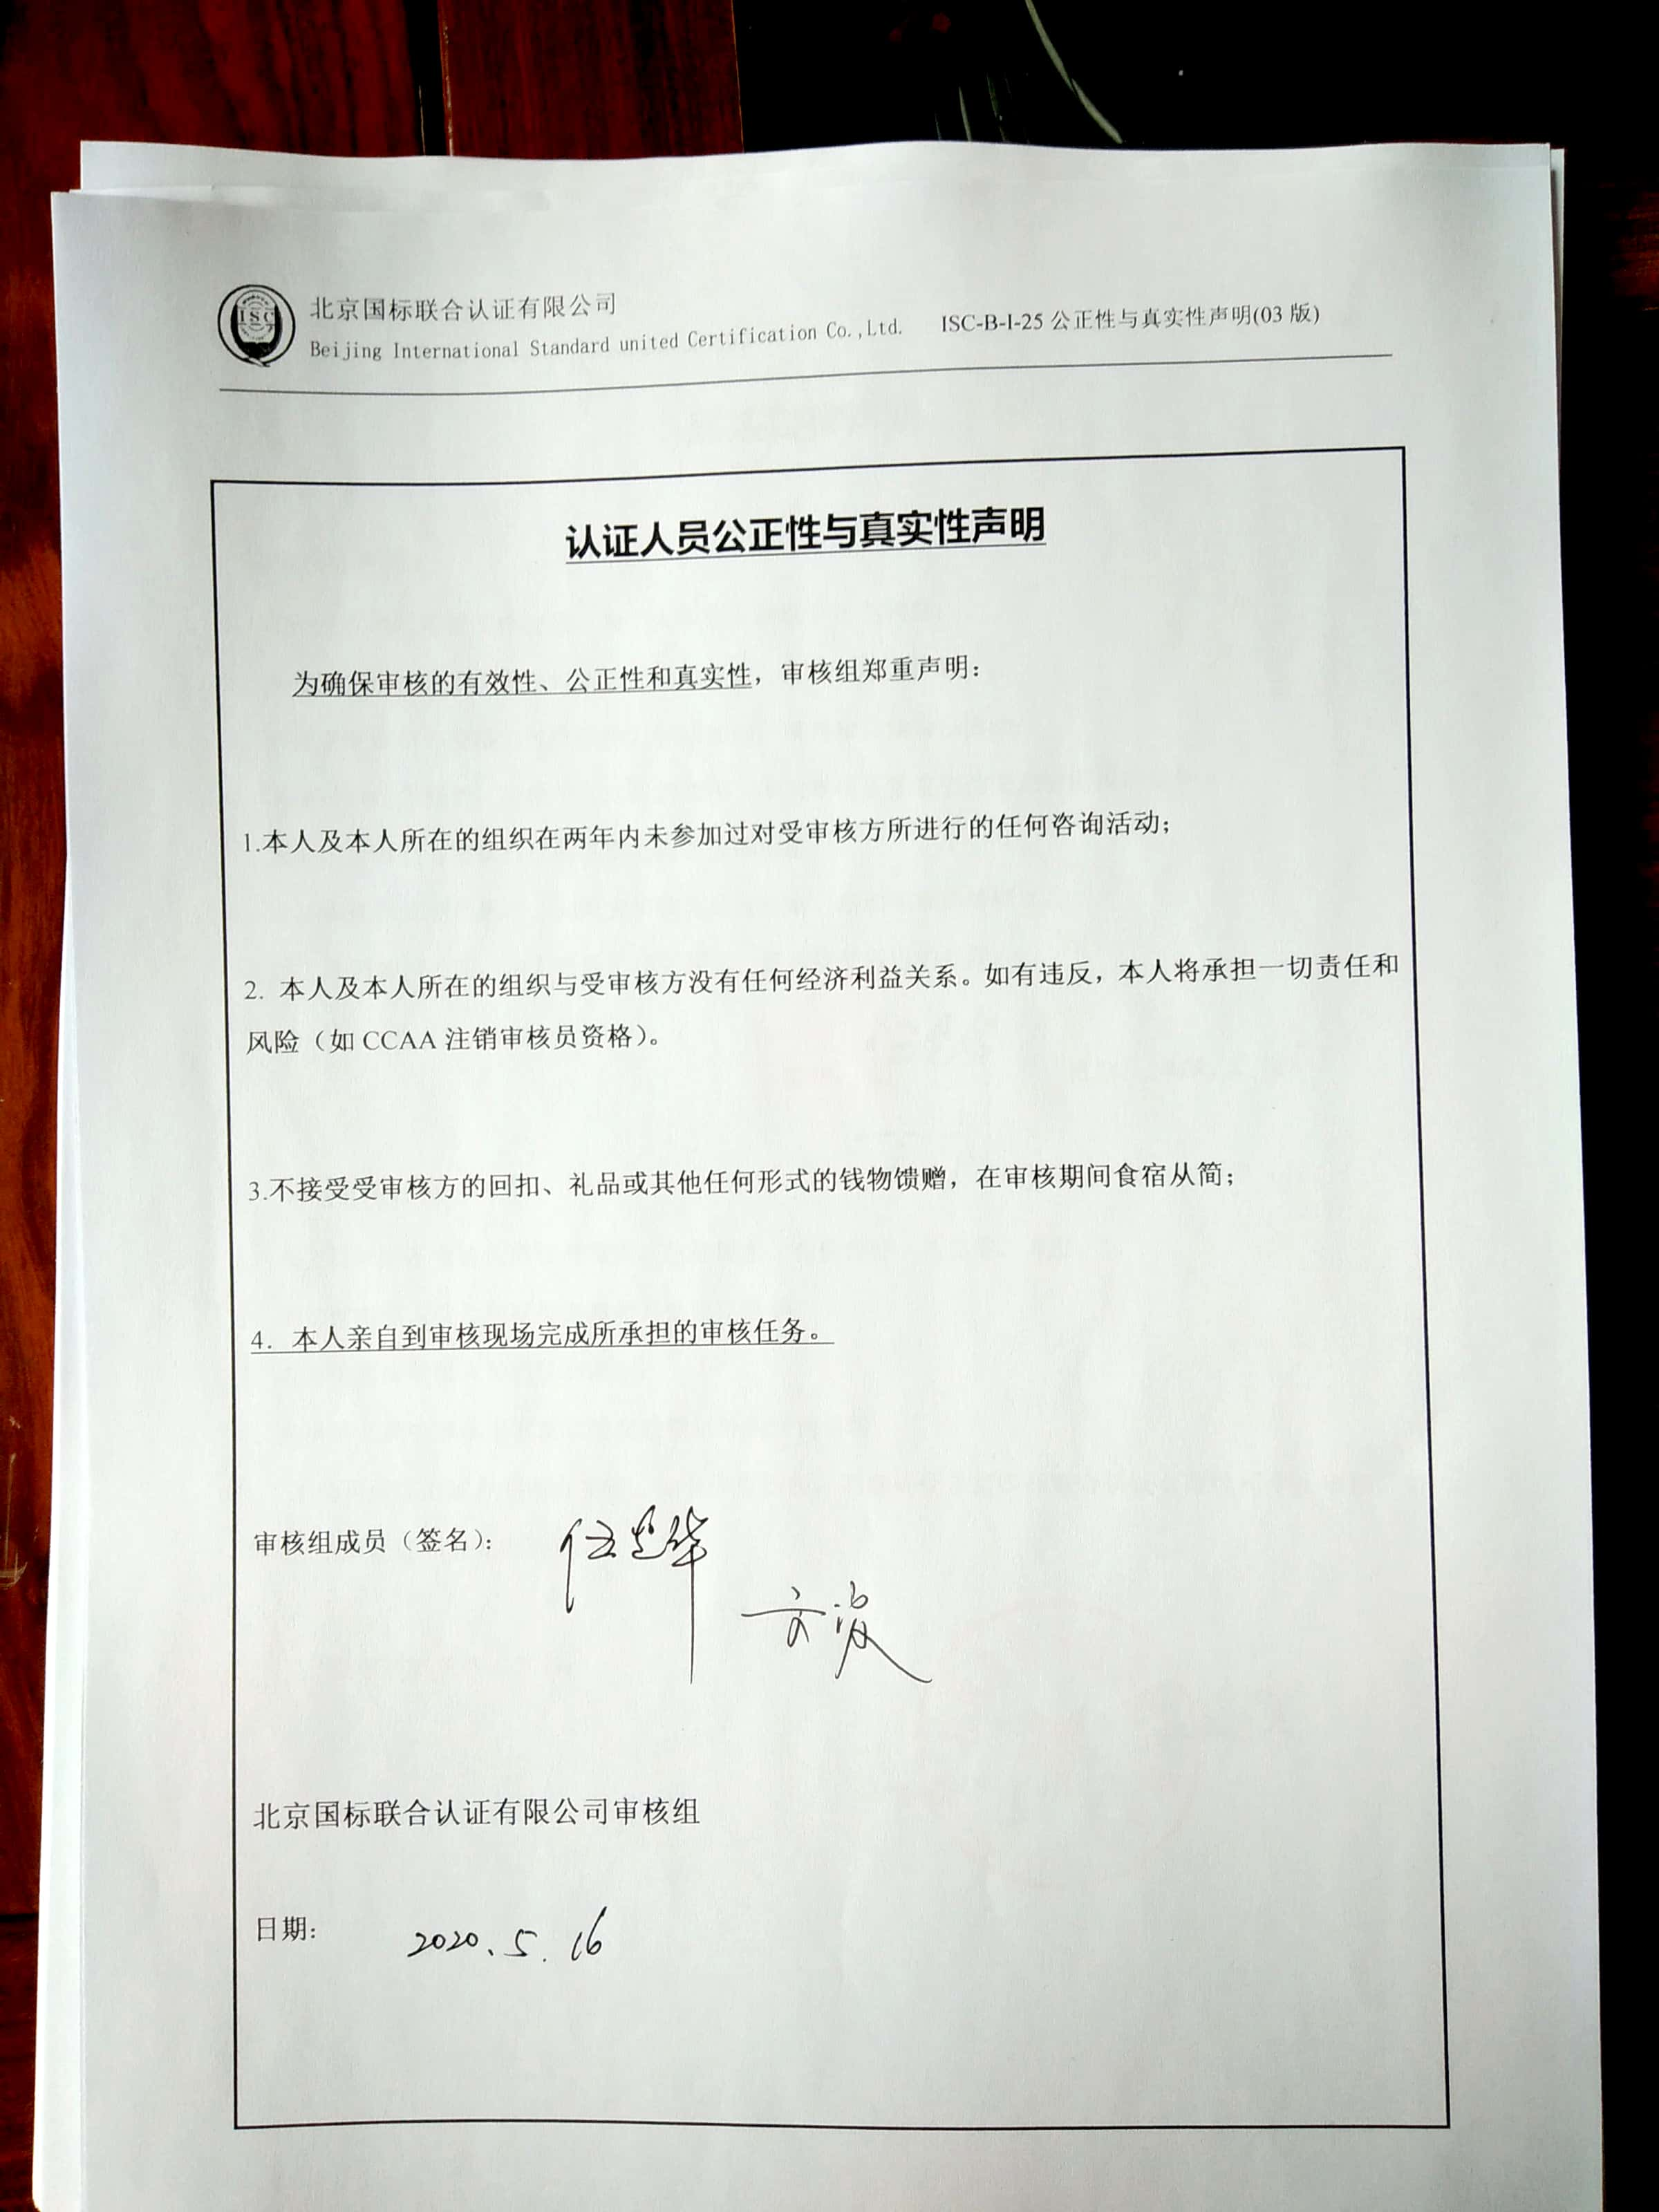 ISC
北京国标联合认证有限公司
Beijing International Standard united Certification Co.,Ltd.
ISC-B-I-25 公正性与真实性声明(03 版)
认证人员公正性与真实性声明
为确保审核的有效性、公正性和真实性，审核组郑重声明：
1.本人及本人所在的组织在两年内未参加过对受审核方所进行的任何咨询活动；
2. 本人及本人所在的组织与受审核方没有任何经济利益关系。如有违反，本人将承担一切责任和
风险（如 CCAA 注销审核员资格）。
3.不接受受审核方的回扣、礼品或其他任何形式的钱物馈赠，在审核期间食宿从简；
4. 本人亲自到审核现场完成所承担的审核任务。
审核组成员（签名）：
北京国标联合认证有限公司审核组
日期： 2020.5.16